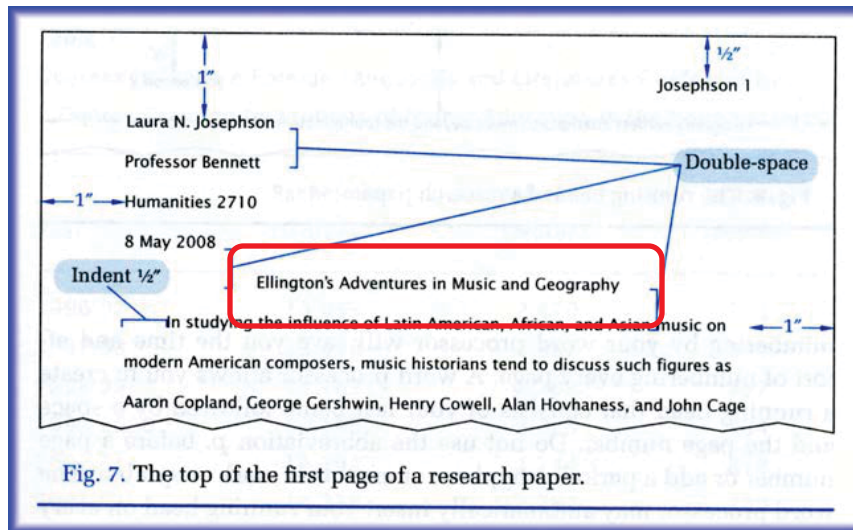 1"
½"
Josephson 1
Laura N. Josephson
Professor Bennett
Double-space
1"
Humanities 2710
8 May 2008
Indent ½"
Ellington's Adventures in Music and Geography
In studying the influence of Latin American, African, and Asian music on
1"
modern American composers, music historians tend to discuss such figures as
Aaron Copland, George Gershwin, Henry Cowell, Alan Hovhaness, and John Cage
Fig. 7. The top of the first page of a research paper.